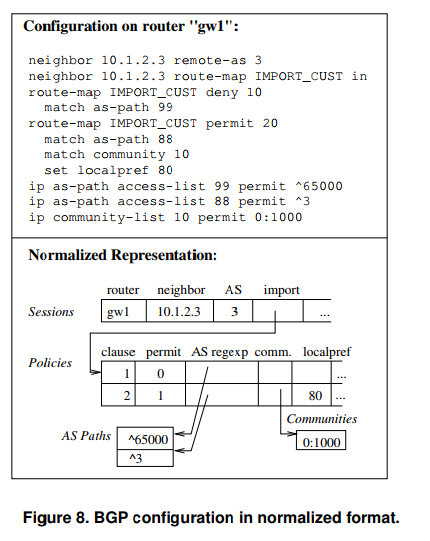 Configuration on router "gw1":
neighbor 10.1.2.3 remote-as 3
neighbor 10.1.2.3 route-map IMPORT_CUST in
route-map IMPORT_CUST deny 10
match as-path 99
route-map IMPORT_CUST permit 20
match as-path 88
match community 10
set localpref 80
ip as-path access-list 99 permit ^65000
ip as-path access-list 88 permit ^3
ip community-list 10 permit 0:1000
Normalized Representation:
router neighbor AS import
Sessions gw1 10.1.2.3 3 ...
Policies clause permit AS regexp comm. localpref
1 0 ...
2 1 80 ...
Communities
AS Paths ^65000 0:1000
^3
Figure 8. BGP configuration in normalized format.